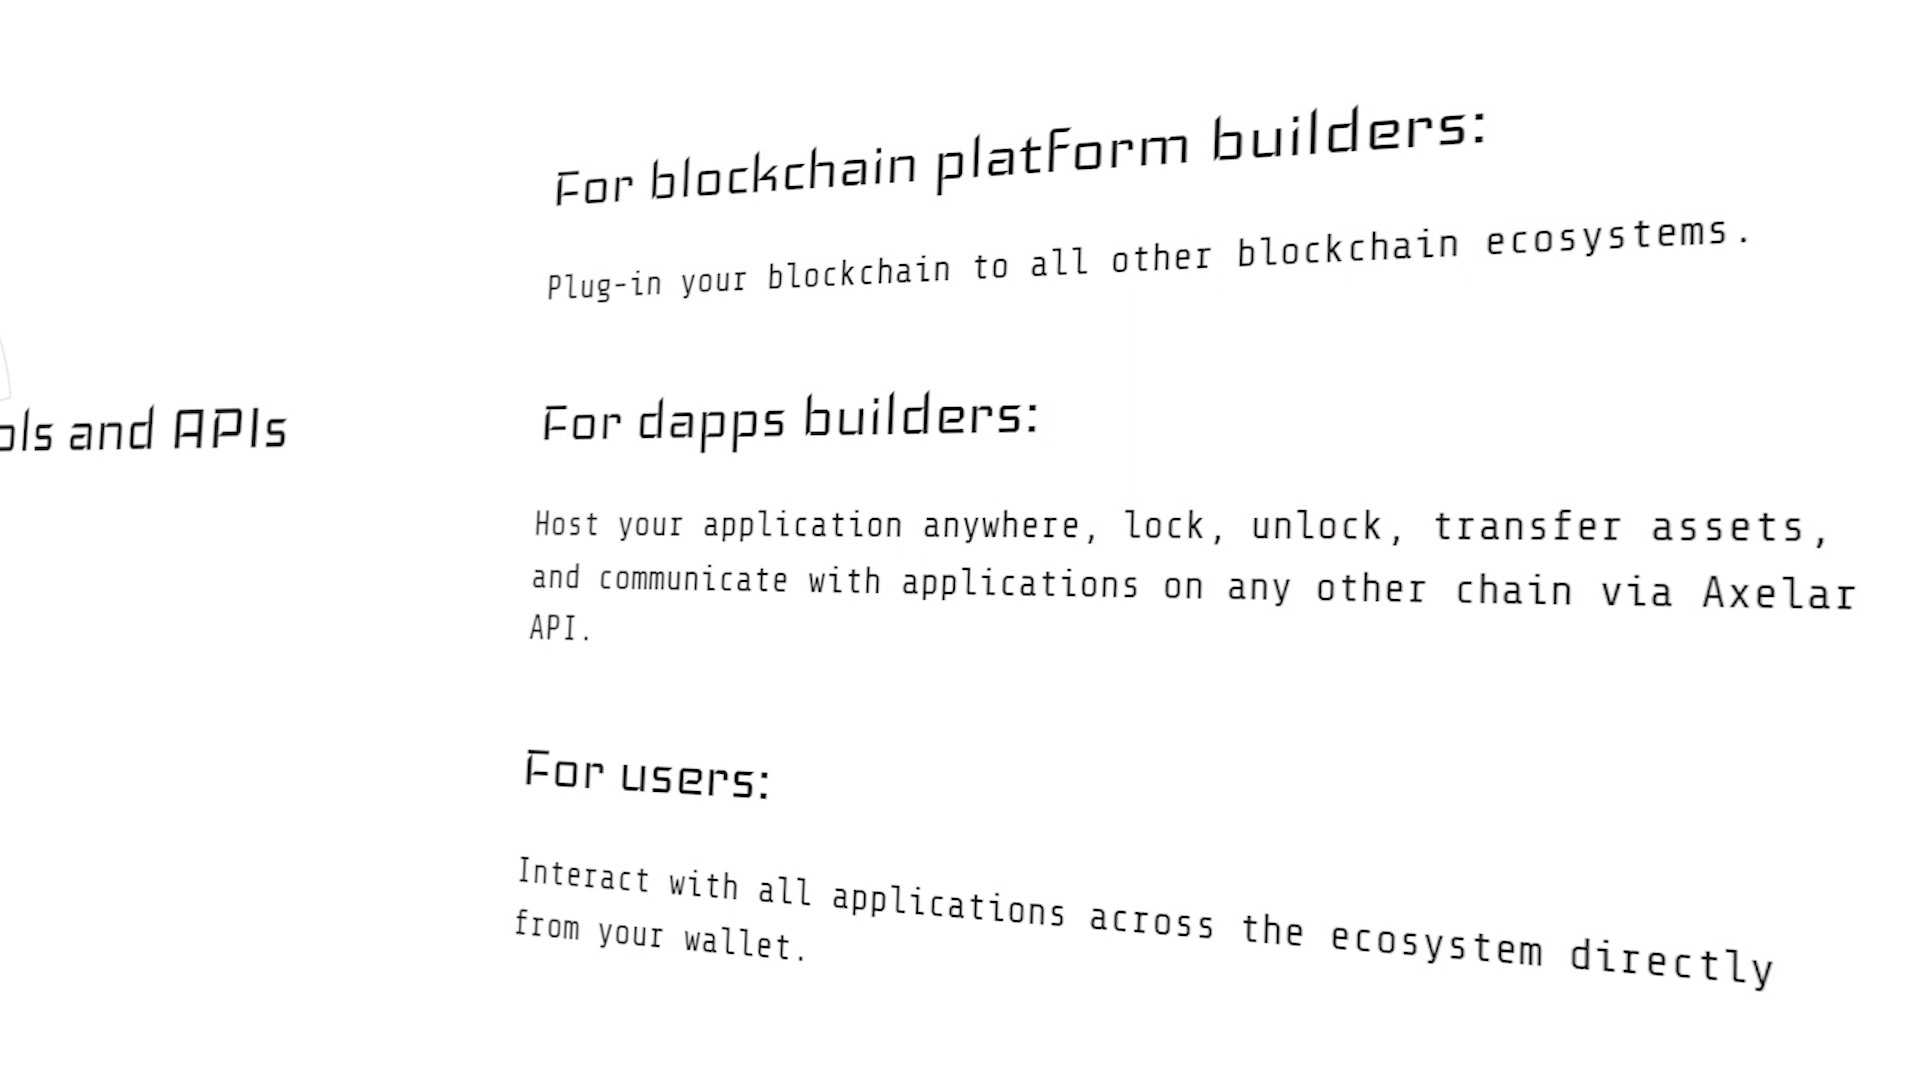 For blockchain platform builders:
Plug-in your blockchain to all other blockchain ecosystems.
and APIs
For dapps builders:
Host your application anywhere, lock, unlock, transfer assets,
and communicate with applications on any other chain via Axelar
API.
For users:
Interact with all applications across the ecosystem directly
from your wallet.